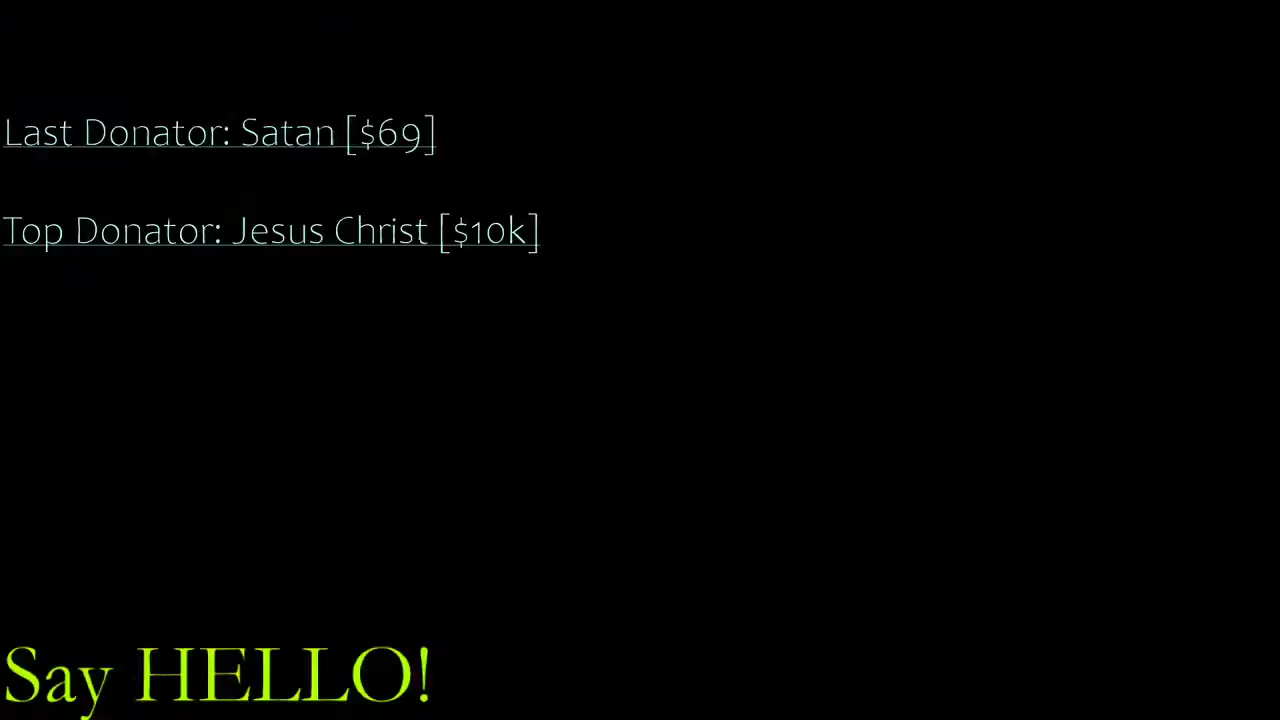 Last Donator: Satan [$69]
Top Donator: Jesus Christ [$10k]
Say HELLO!